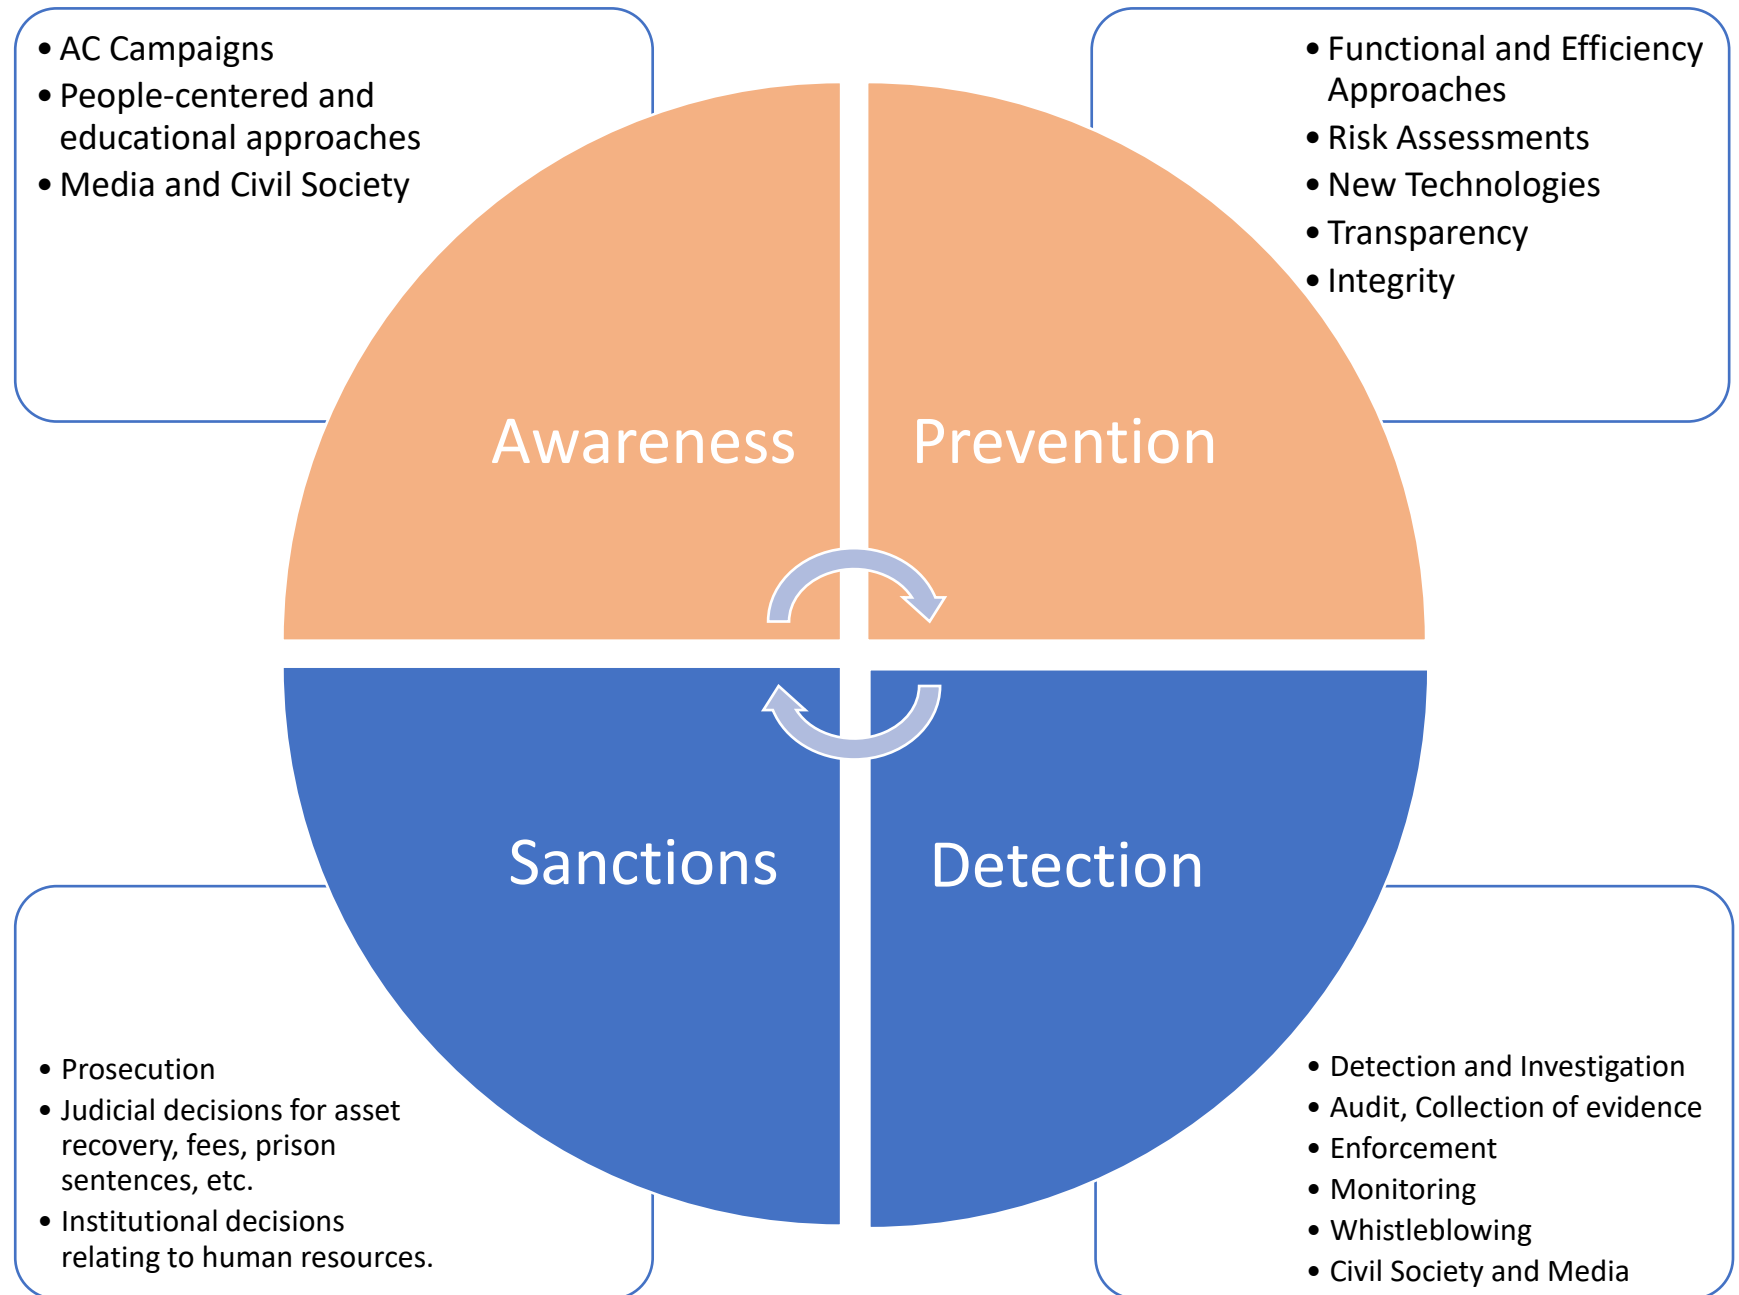 • AC Campaigns
• People-centered and
educational approaches
• Media and Civil Society
• Functional and Efficiency
Approaches
• Risk Assessments
• New Technologies
• Transparency
• Integrity
Awareness
Prevention
Sanctions
Detection
• Prosecution
• Judicial decisions for asset
recovery, fees, prison
sentences, etc.
• Institutional decisions
relating to human resources.
• Detection and Investigation
• Audit, Collection of evidence
• Enforcement
• Monitoring
• Whistleblowing
• Civil Society and Media